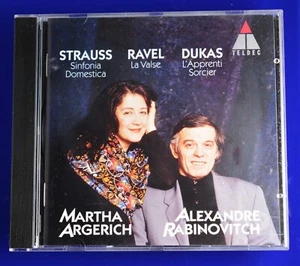 STRAUSS
Sinfonia
Domestica
RAVEL
La Valse
DUKAS
L'Apprenti
Sorcier
TELDEC
MARTHA
ARGERICH
ALEXANDRE
RABINOVITCH